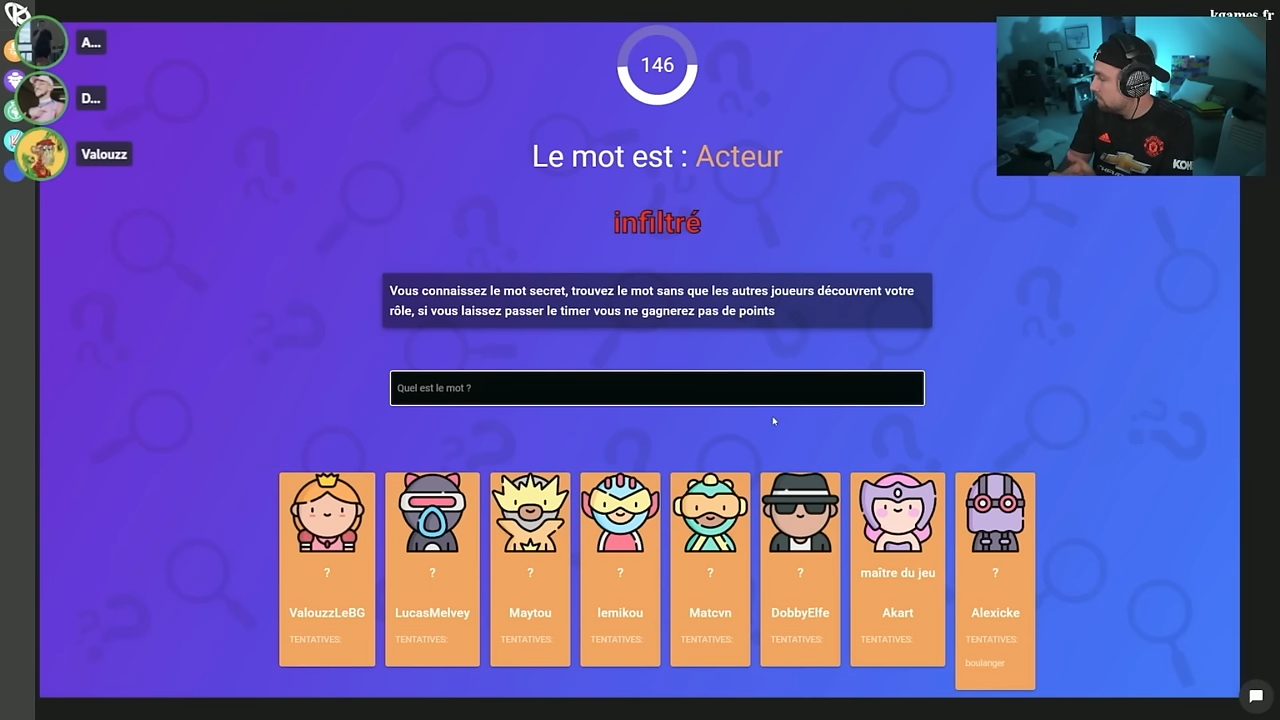 kgames.fr
A...
D...
Valouzz
146
Le mot est : Acteur
infiltré
Vous connaissez le mot secret, trouvez le mot sans que les autres joueurs découvrent votre
rôle, si vous laissez passer le timer vous ne gagnerez pas de points
Quel est le mot ?
? ? ? ? ? ? maître du jeu ?
ValouzzLeBG LucasMelvey Maytou lemikou Matcvn DobbyElfe Akart Alexicke
TENTATIVES: TENTATIVES: TENTATIVES: TENTATIVES: TENTATIVES: TENTATIVES: TENTATIVES: TENTATIVES:
boulanger